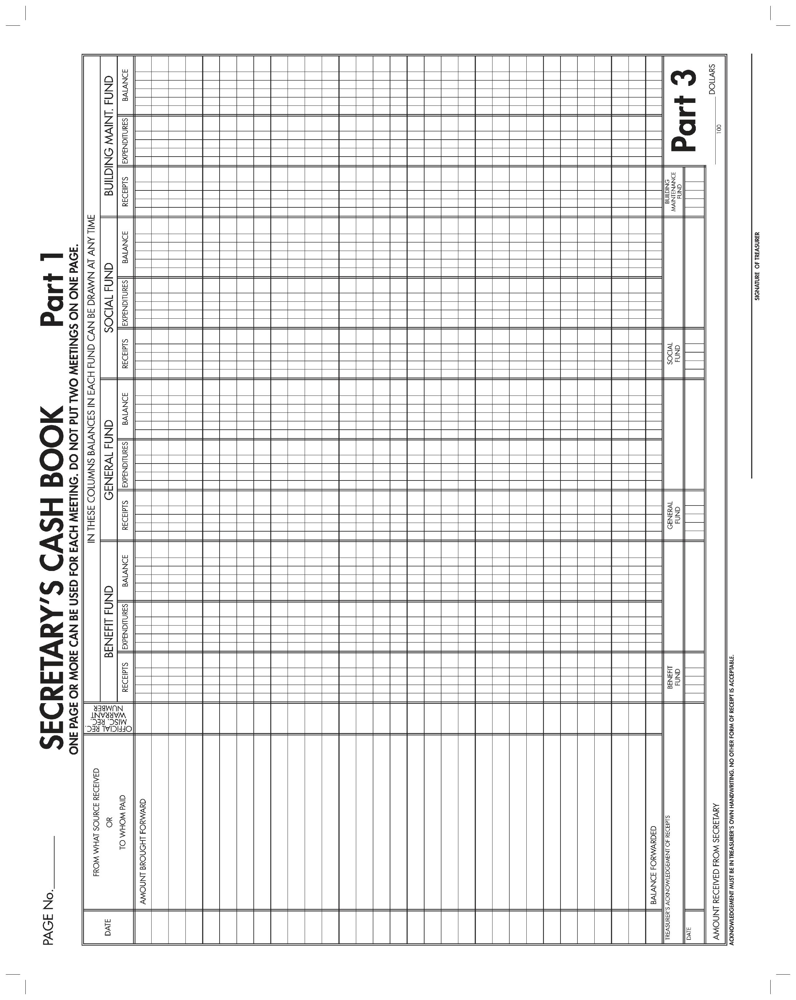 PAGE No.
SECRETARY'S CASH BOOK Part 1
ONE PAGE OR MORE CAN BE USED FOR EACH MEETING. DO NOT PUT TWO MEETINGS ON ONE PAGE.
DATE
FROM WHAT SOURCE RECEIVED
OR
TO WHOM PAID
OFFICIAL REC.
MISC. REC.
WARRANT
NUMBER
IN THESE COLUMNS BALANCES IN EACH FUND CAN BE DRAWN AT ANY TIME
BENEFIT FUND GENERAL FUND SOCIAL FUND BUILDING MAINT. FUND
RECEIPTS EXPENDITURES BALANCE RECEIPTS EXPENDITURES BALANCE RECEIPTS EXPENDITURES BALANCE RECEIPTS EXPENDITURES BALANCE
AMOUNT BROUGHT FORWARD
BALANCE FORWARDED
TREASURER'S ACKNOWLEDGEMENT OF RECEIPTS
BENEFIT
FUND
GENERAL
FUND
SOCIAL
FUND
BUILDING
MAINTENANCE
FUND
Part 3
DATE
AMOUNT RECEIVED FROM SECRETARY
100 DOLLARS
ACKNOWLEDGEMENT MUST BE IN TREASURER'S OWN HANDWRITING. NO OTHER FORM OF RECEIPT IS ACCEPTABLE.
SIGNATURE OF TREASURER